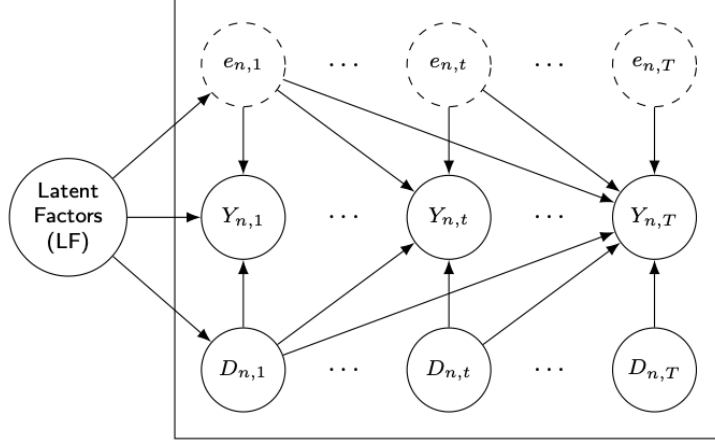 e_{n,1} ... e_{n,t} ... e_{n,T}
Latent
Factors
(LF)
Y_{n,1} ... Y_{n,t} ... Y_{n,T}
D_{n,1} ... D_{n,t} ... D_{n,T}